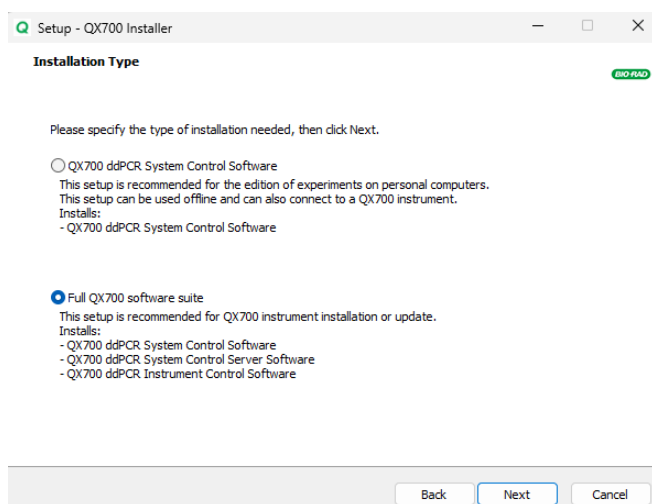 Setup - QX700 Installer
Installation Type
BIO-RAD
Please specify the type of installation needed, then click Next.
QX700 ddPCR System Control Software
This setup is recommended for the edition of experiments on personal computers.
This setup can be used offline and can also connect to a QX700 instrument.
Installs:
- QX700 ddPCR System Control Software
Full QX700 software suite
This setup is recommended for QX700 instrument installation or update.
Installs:
- QX700 ddPCR System Control Software
- QX700 ddPCR System Control Server Software
- QX700 ddPCR Instrument Control Software
Back Next Cancel